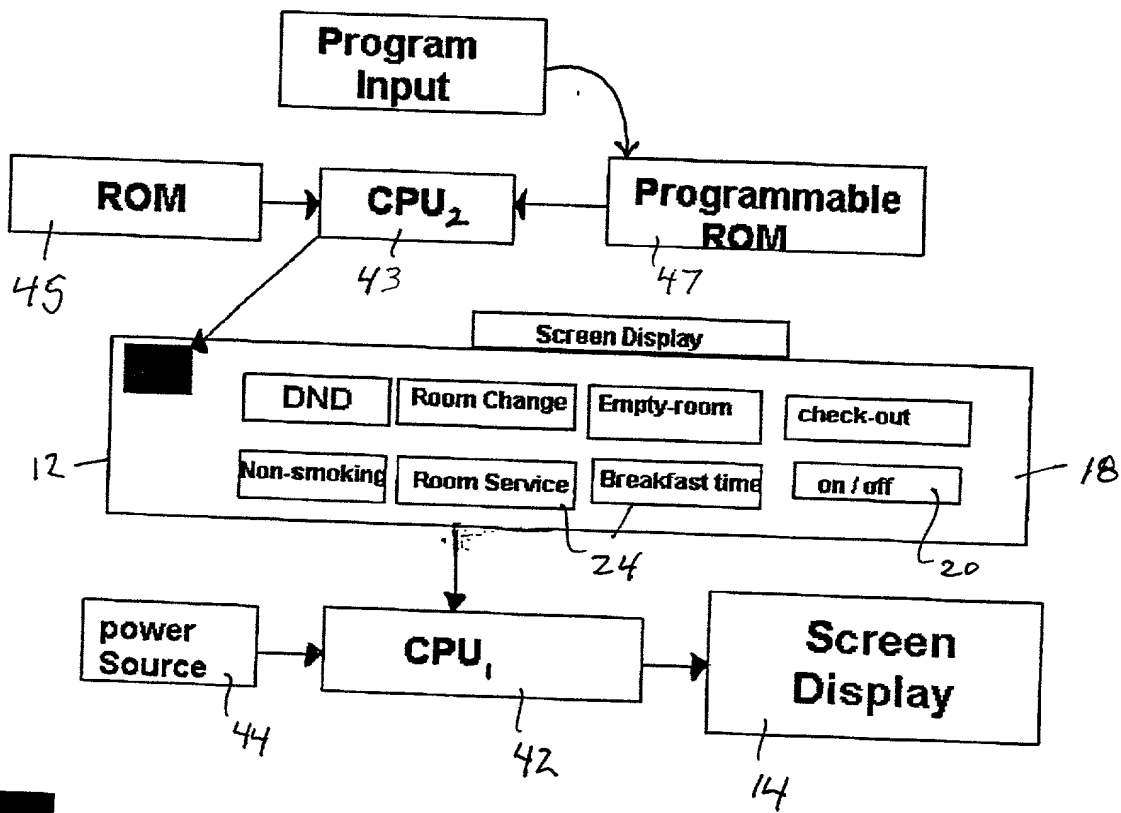 Program
Input
ROM
CPU2
Programmable
ROM
45
43
47
Screen Display
DND
Room Change
Empty-room
check-out
12
Non-smoking
Room Service
Breakfast time
on / off
18
24
20
power
Source
CPU1
Screen
Display
44
42
14